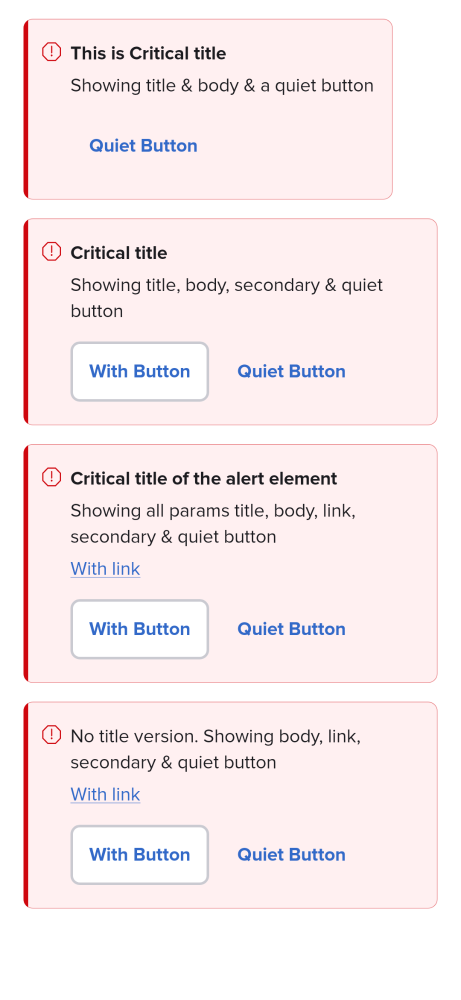 This is Critical title
Showing title & body & a quiet button
Quiet Button
Critical title
Showing title, body, secondary & quiet
button
With Button
Quiet Button
Critical title of the alert element
Showing all params title, body, link,
secondary & quiet button
With link
With Button
Quiet Button
No title version. Showing body, link,
secondary & quiet button
With link
With Button
Quiet Button